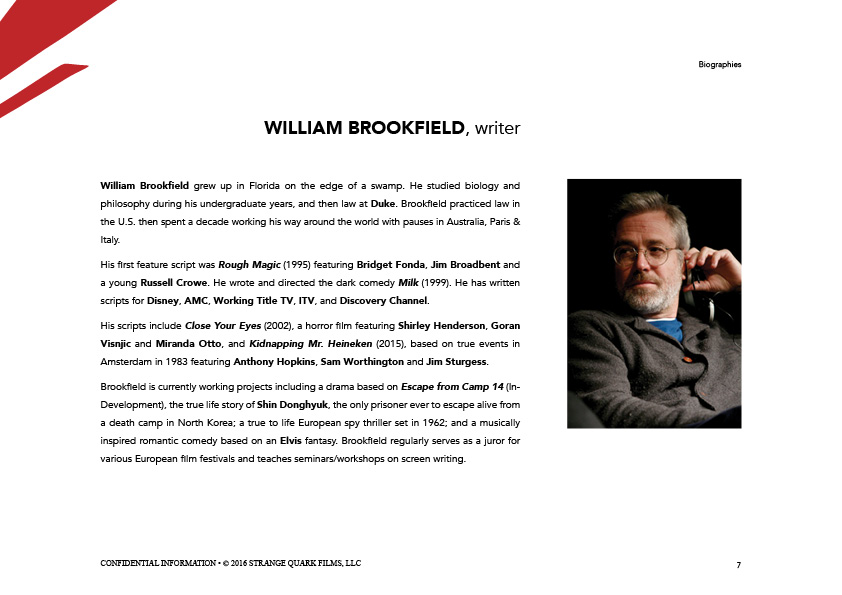 Biographies
WILLIAM BROOKFIELD, writer
William Brookfield grew up in Florida on the edge of a swamp. He studied biology and
philosophy during his undergraduate years, and then law at Duke. Brookfield practiced law in
the U.S. then spent a decade working his way around the world with pauses in Australia, Paris &
Italy.
His first feature script was Rough Magic (1995) featuring Bridget Fonda, Jim Broadbent and
a young Russell Crowe. He wrote and directed the dark comedy Milk (1999). He has written
scripts for Disney, AMC, Working Title TV, ITV, and Discovery Channel.
His scripts include Close Your Eyes (2002), a horror film featuring Shirley Henderson, Goran
Visnjic and Miranda Otto, and Kidnapping Mr. Heineken (2015), based on true events in
Amsterdam in 1983 featuring Anthony Hopkins, Sam Worthington and Jim Sturgess.
Brookfield is currently working projects including a drama based on Escape from Camp 14 (In-
Development), the true life story of Shin Donghyuk, the only prisoner ever to escape alive from
a death camp in North Korea; a true to life European spy thriller set in 1962; and a musically
inspired romantic comedy based on an Elvis fantasy. Brookfield regularly serves as a juror for
various European film festivals and teaches seminars/workshops on screen writing.
CONFIDENTIAL INFORMATION • © 2016 STRANGE QUARK FILMS, LLC
7